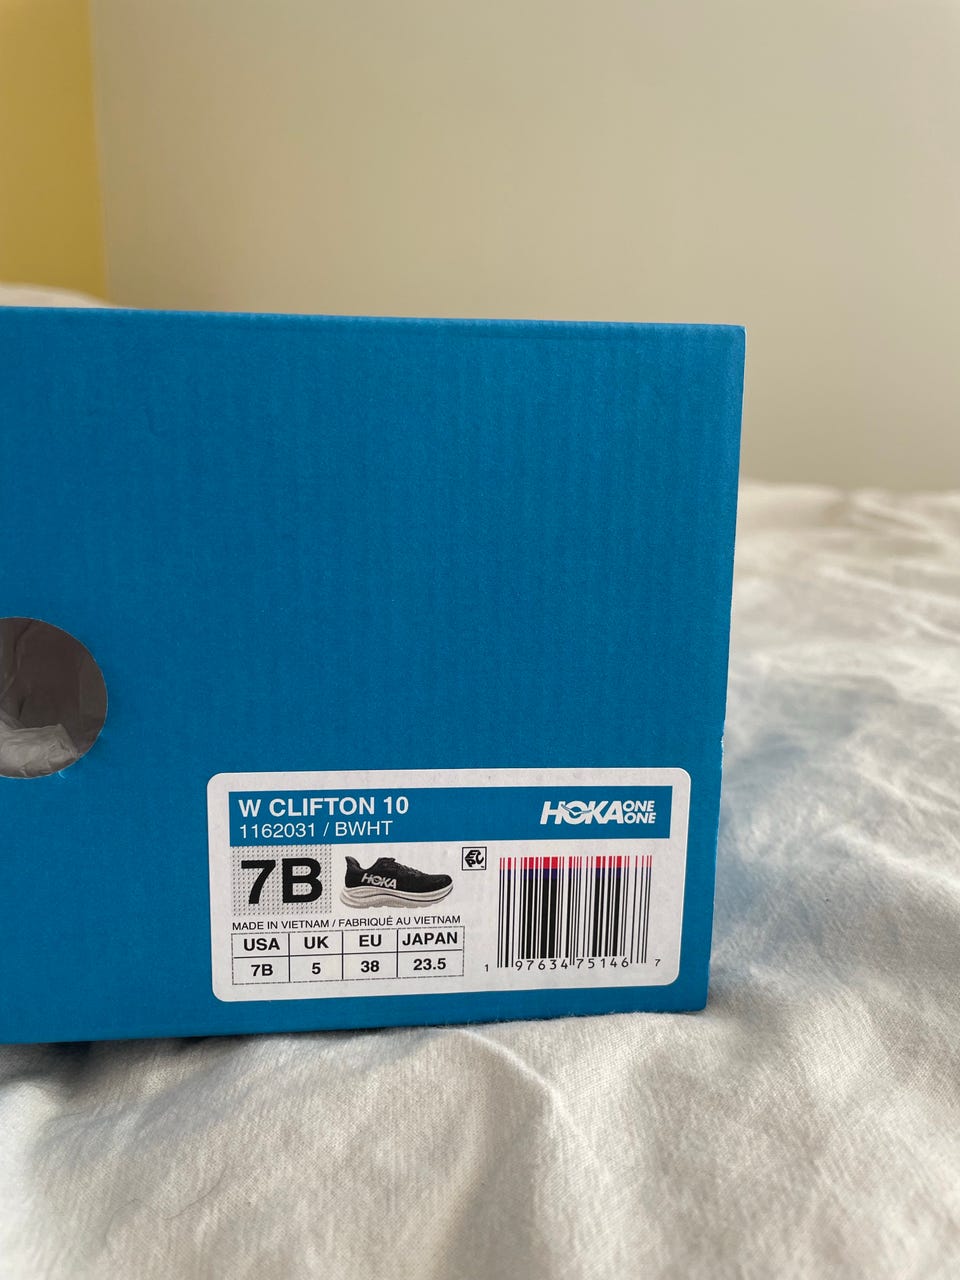 W CLIFTON 10
1162031 / BWHT
HOKA ONE ONE
7B
HOKA
MADE IN VIETNAM / FABRIQUÉ AU VIETNAM
USA UK EU JAPAN
7B 5 38 23.5
1 97634 75146 7